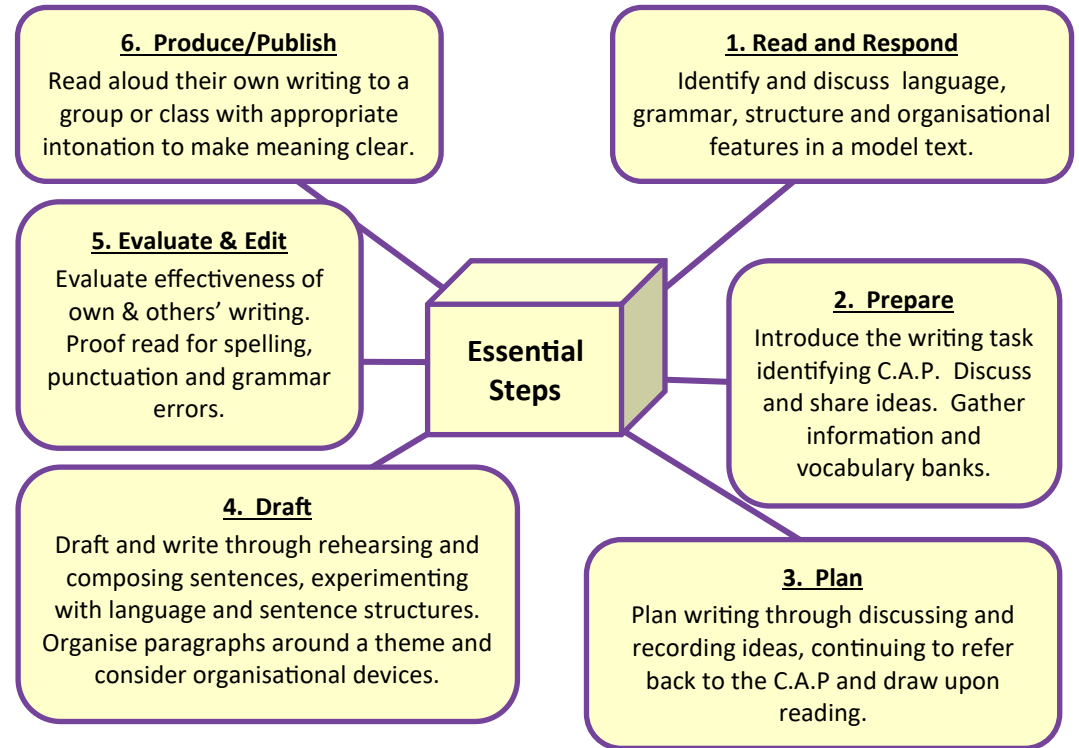 1. Read and Respond
Identify and discuss language,
grammar, structure and organisational
features in a model text.
2. Prepare
Introduce the writing task
identifying C.A.P. Discuss
and share ideas. Gather
information and
vocabulary banks.
3. Plan
Plan writing through discussing and
recording ideas, continuing to refer
back to the C.A.P and draw upon
reading.
4. Draft
Draft and write through rehearsing and
composing sentences, experimenting
with language and sentence structures.
Organise paragraphs around a theme and
consider organisational devices.
5. Evaluate & Edit
Evaluate effectiveness of
own & others’ writing.
Proof read for spelling,
punctuation and grammar
errors.
6. Produce/Publish
Read aloud their own writing to a
group or class with appropriate
intonation to make meaning clear.
Essential
Steps